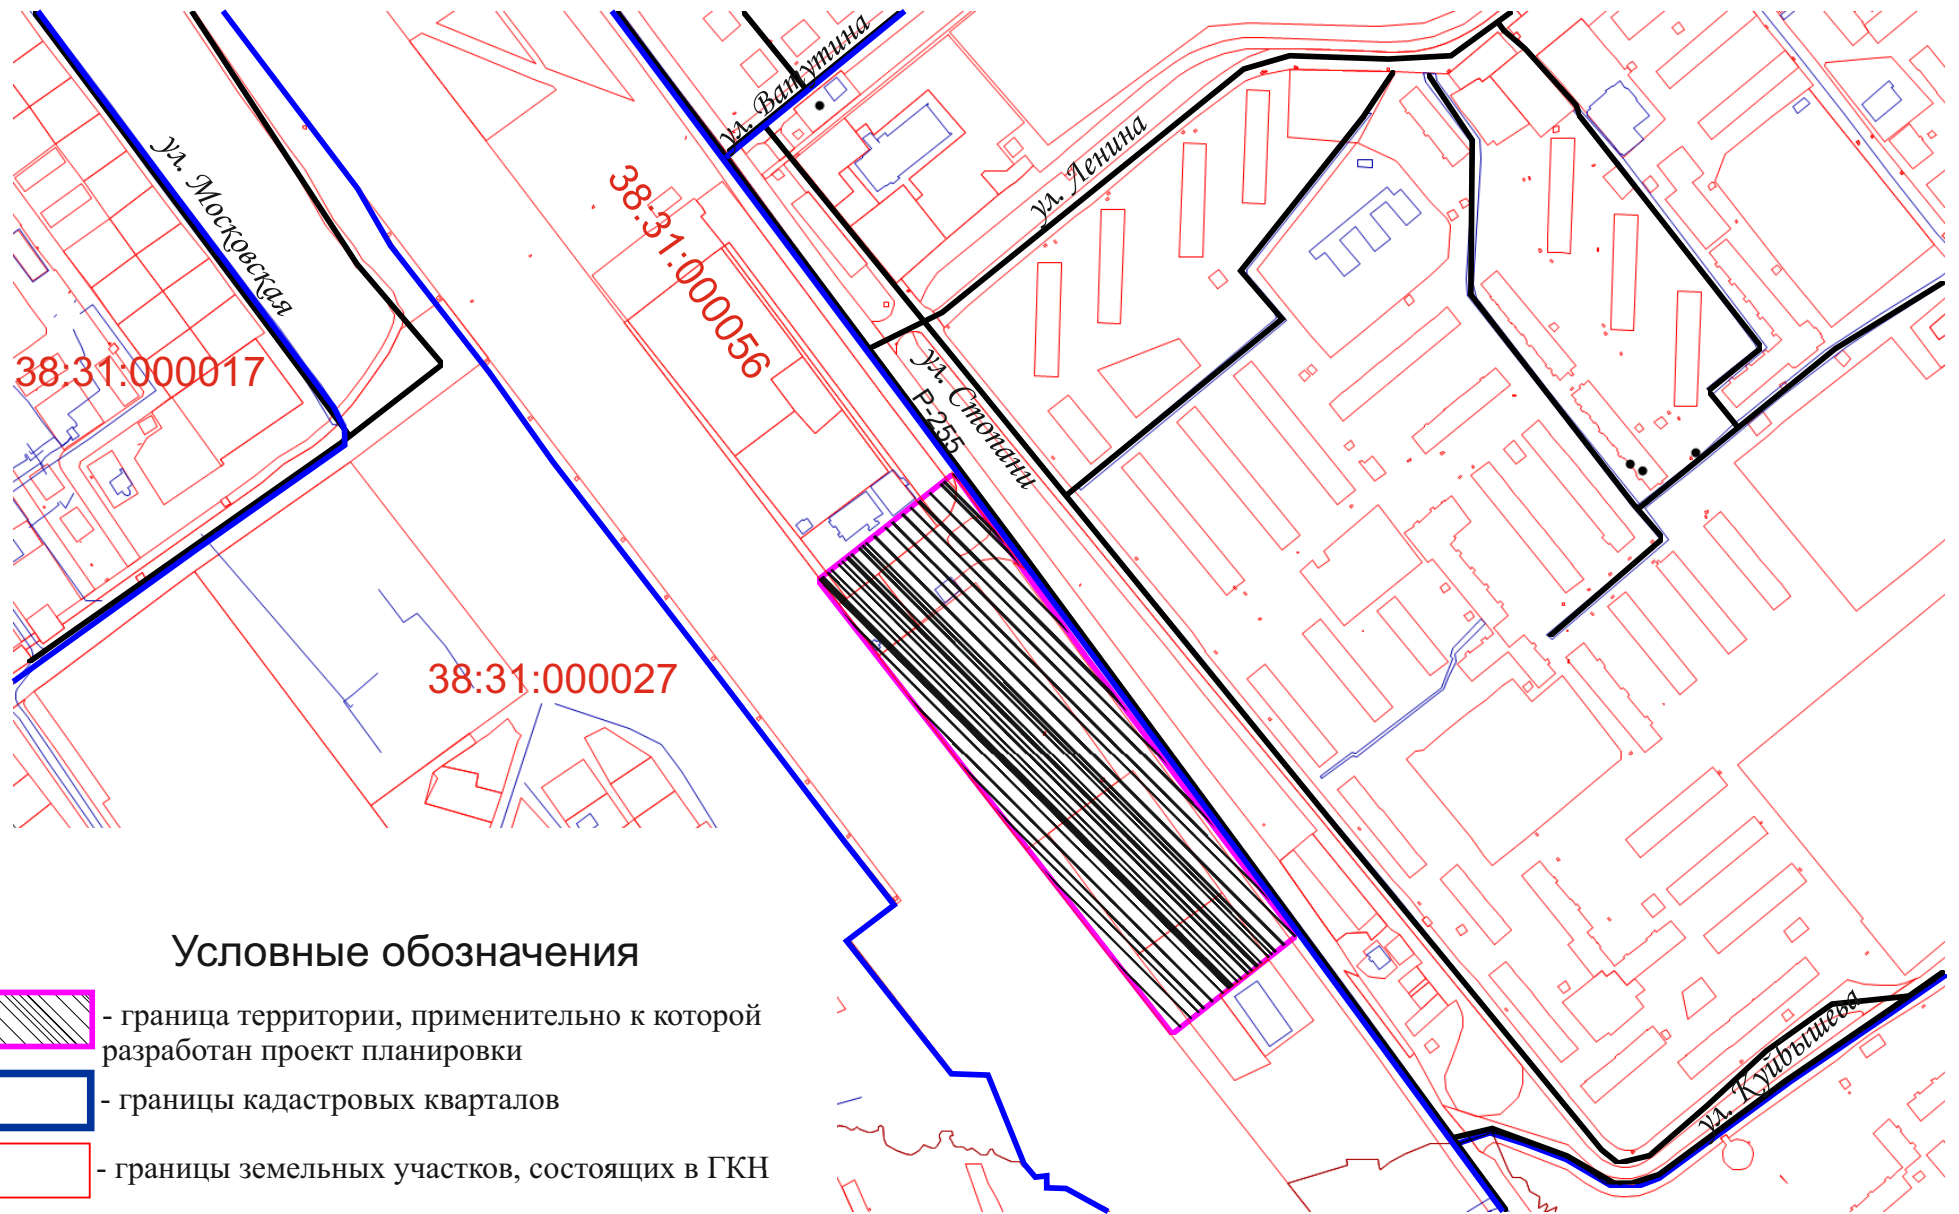 ул. Ватутина
ул. Московская
ул. Ленина
38:31:000056
38:31:000017
ул. Стопани
Р-255
38:31:000027
ул. Куйбышева
Условные обозначения
- граница территории, применительно к которой
разработан проект планировки
- границы кадастровых кварталов
- границы земельных участков, состоящих в ГКН